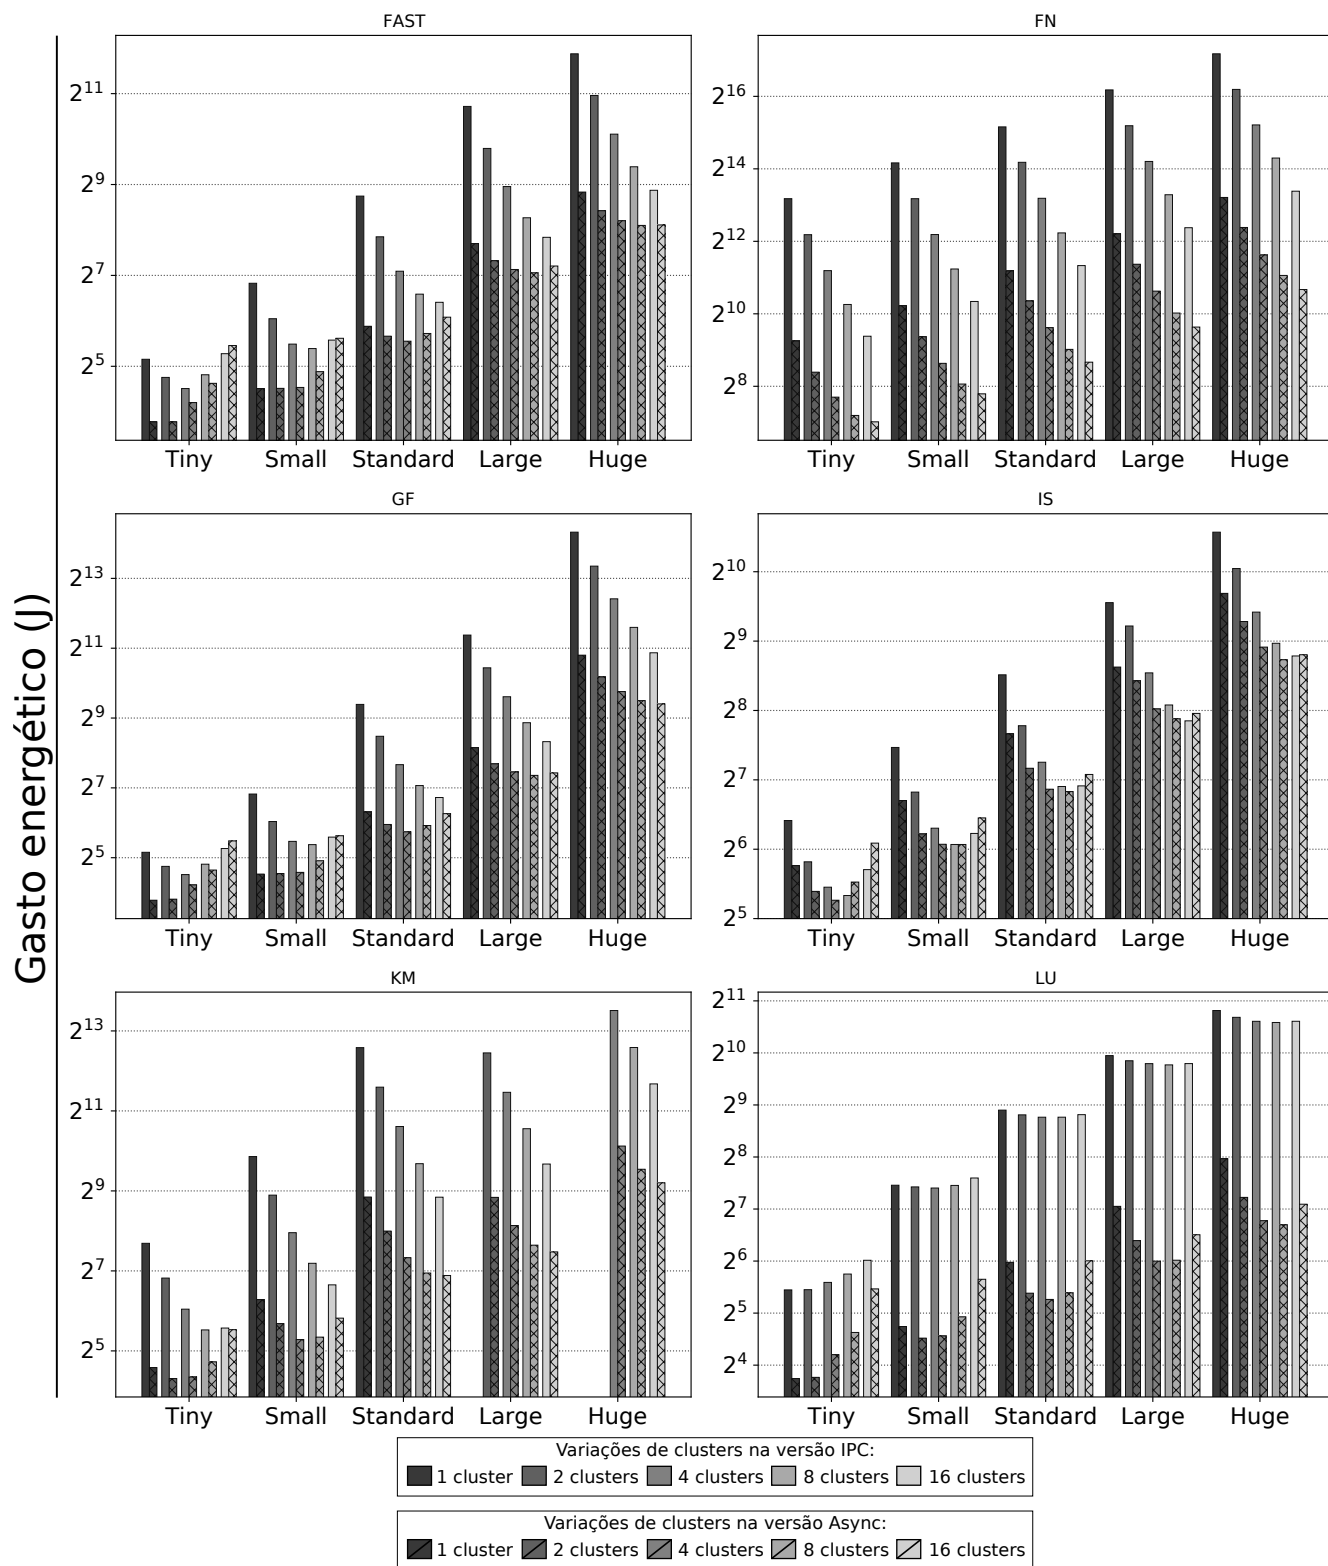 Gasto energético (J)
FAST
2^11
2^9
2^7
2^5
Tiny Small Standard Large Huge
FN
2^16
2^14
2^12
2^10
2^8
Tiny Small Standard Large Huge
GF
2^13
2^11
2^9
2^7
2^5
Tiny Small Standard Large Huge
IS
2^10
2^9
2^8
2^7
2^6
2^5
Tiny Small Standard Large Huge
KM
2^13
2^11
2^9
2^7
2^5
Tiny Small Standard Large Huge
LU
2^11
2^10
2^9
2^8
2^7
2^6
2^5
2^4
Tiny Small Standard Large Huge
Variações de clusters na versão IPC:
1 cluster 2 clusters 4 clusters 8 clusters 16 clusters
Variações de clusters na versão Async:
1 cluster 2 clusters 4 clusters 8 clusters 16 clusters